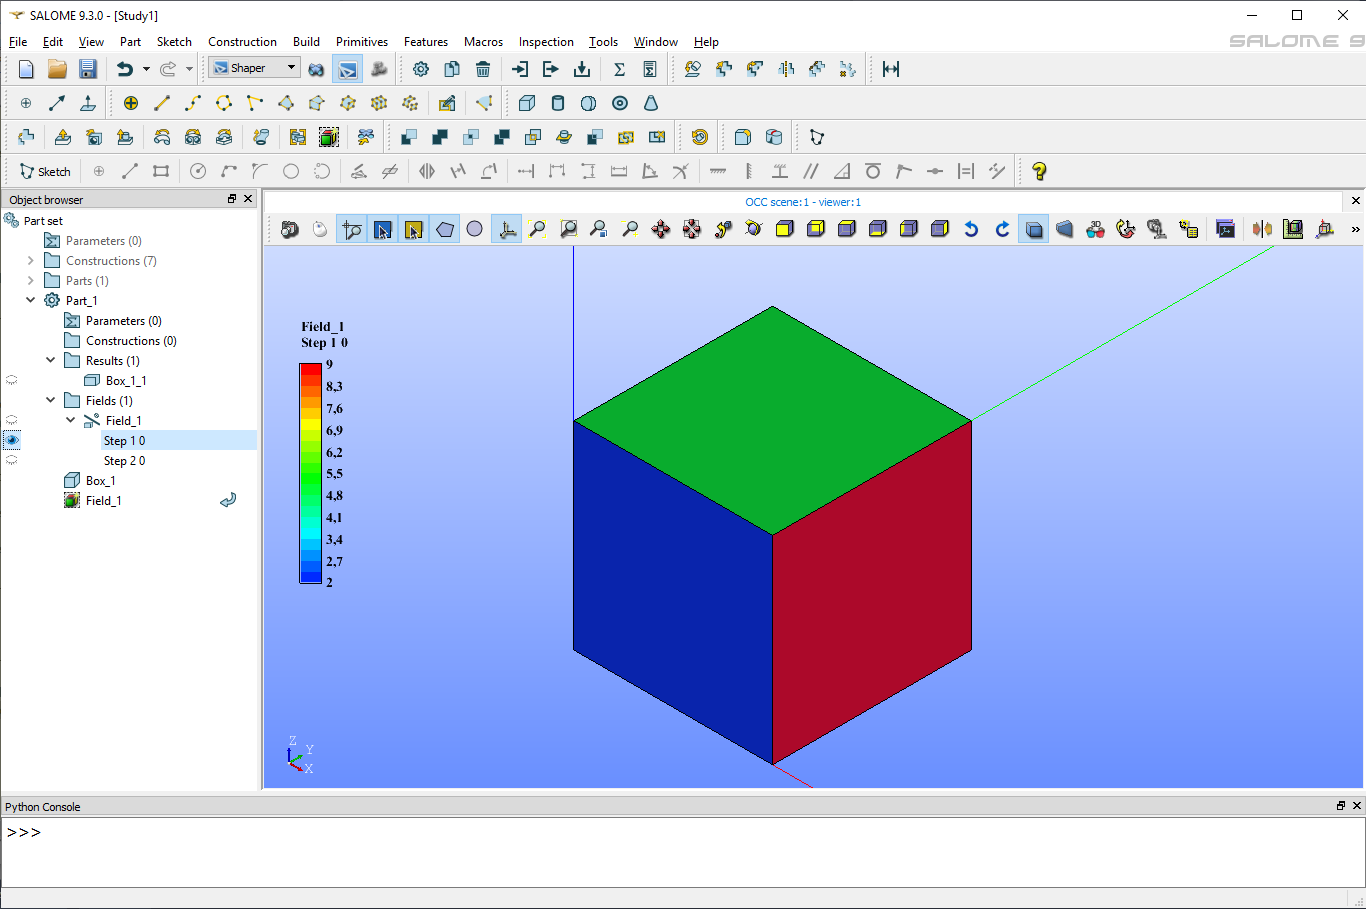 SALOME 9.3.0 - [Study1]
File Edit View Part Sketch Construction Build Primitives Features Macros Inspection Tools Window Help
SALOME 9
Shaper
Sketch
Object browser
Part set
Parameters (0)
Constructions (7)
Parts (1)
Part_1
Parameters (0)
Constructions (0)
Results (1)
Box_1_1
Fields (1)
Field_1
Step 1 0
Step 2 0
Box_1
Field_1
OCC scene:1 - viewer:1
Field_1
Step 1 0
9
8,3
7,6
6,9
6,2
5,5
4,8
4,1
3,4
2,7
2
Z
Y
X
Python Console
>>>